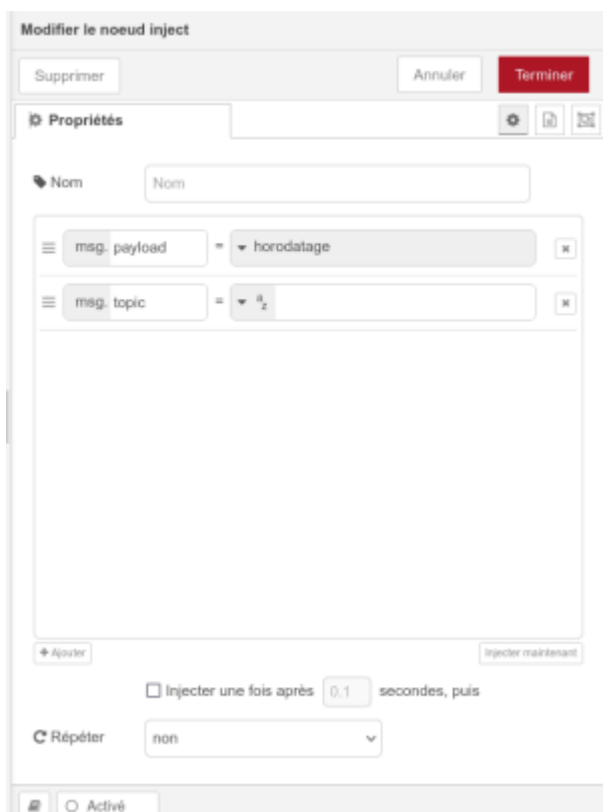 Modifier le noeud inject
Supprimer Annuler Terminer
Propriétés
Nom Nom
msg. payload = horodatage
msg. topic = az
Ajouter Injecter maintenant
Injecter une fois après 0.1 secondes, puis
Répéter non
Activé